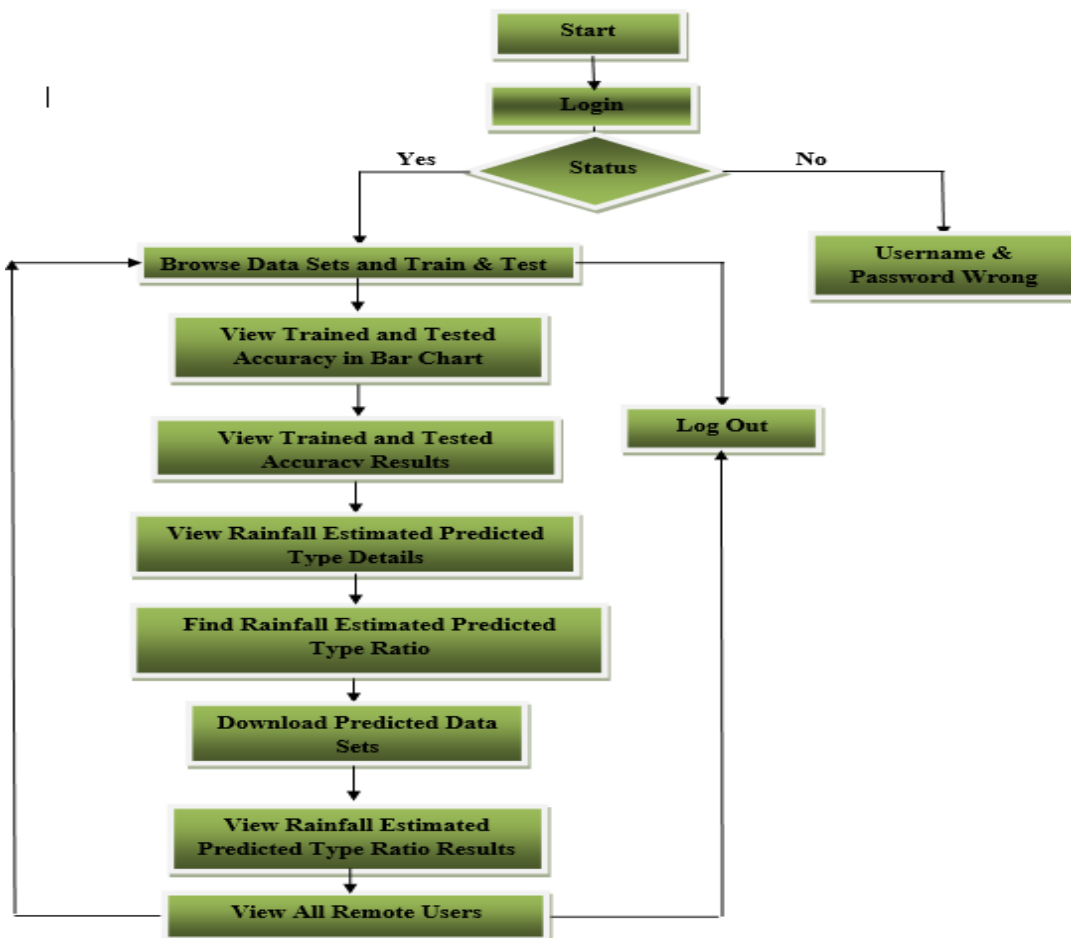 Start
Login
Yes
Status
No
Browse Data Sets and Train & Test
Username &
Password Wrong
View Trained and Tested
Accuracy in Bar Chart
Log Out
View Trained and Tested
Accuracy Results
View Rainfall Estimated Predicted
Type Details
Find Rainfall Estimated Predicted
Type Ratio
Download Predicted Data
Sets
View Rainfall Estimated
Predicted Type Ratio Results
View All Remote Users